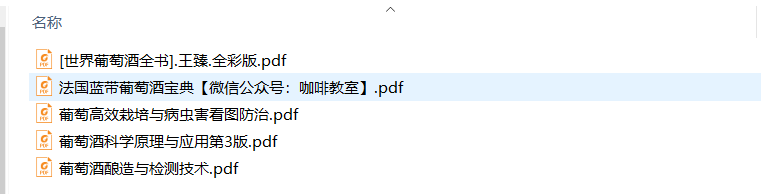 名称
[世界葡萄酒全书].王臻.全彩版.pdf
法国蓝带葡萄酒宝典【微信公众号：咖啡教室】.pdf
葡萄高效栽培与病虫害看图防治.pdf
葡萄酒科学原理与应用第3版.pdf
葡萄酒酿造与检测技术.pdf